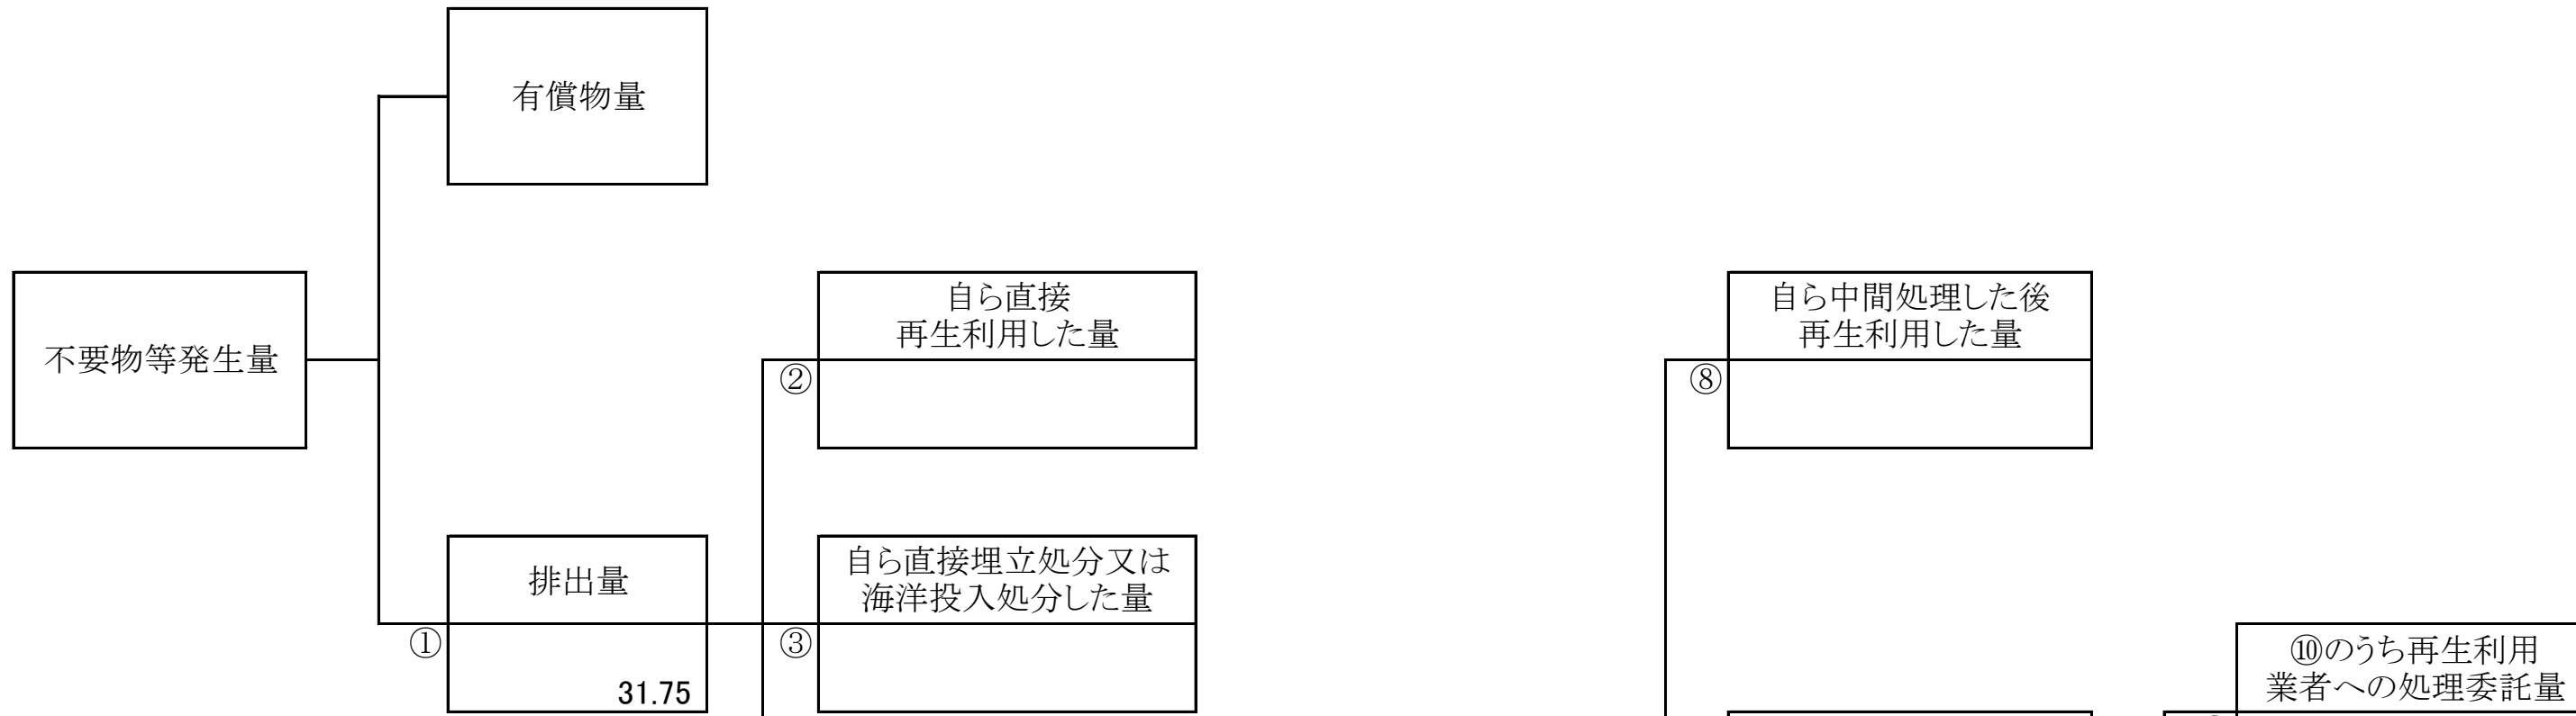 有償物量
不要物等発生量
自ら直接
再生利用した量
②
自ら中間処理した後
再生利用した量
⑧
排出量
①
31.75
自ら直接埋立処分又は
海洋投入処分した量
③
⑩のうち再生利用
業者への処理委託量